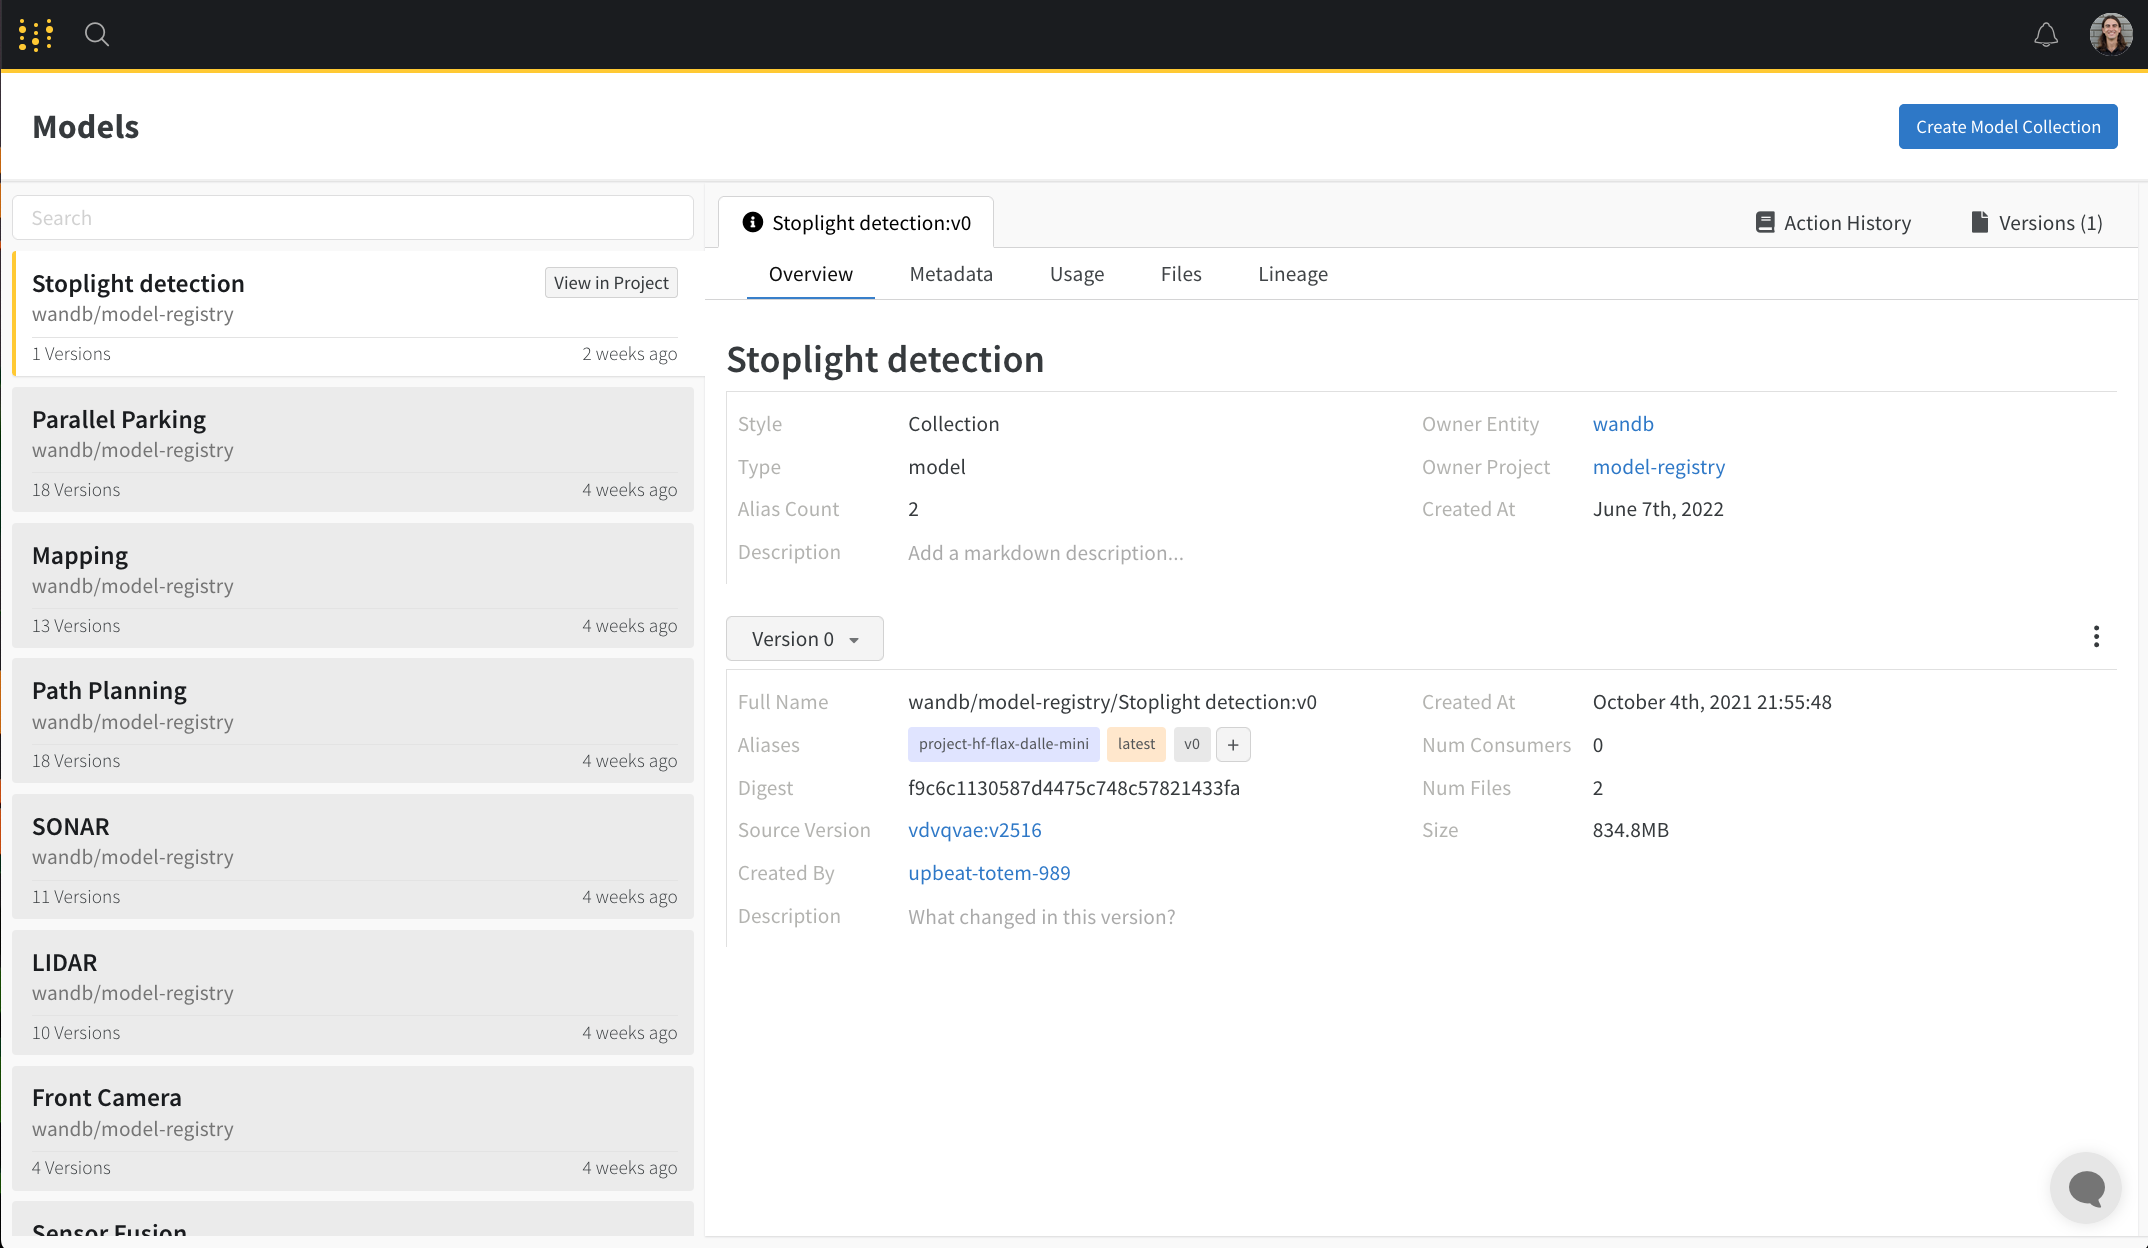 Models
Create Model Collection
Search
Stoplight detection
View in Project
wandb/model-registry
1 Versions
2 weeks ago
Parallel Parking
wandb/model-registry
18 Versions
4 weeks ago
Mapping
wandb/model-registry
13 Versions
4 weeks ago
Path Planning
wandb/model-registry
18 Versions
4 weeks ago
SONAR
wandb/model-registry
11 Versions
4 weeks ago
LIDAR
wandb/model-registry
10 Versions
4 weeks ago
Front Camera
wandb/model-registry
4 Versions
4 weeks ago
Sensor Fusion
Stoplight detection:v0
Action History
Versions (1)
Overview Metadata Usage Files Lineage
Stoplight detection
Style Collection
Owner Entity wandb
Type model
Owner Project model-registry
Alias Count 2
Created At June 7th, 2022
Description Add a markdown description...
Version 0
Full Name wandb/model-registry/Stoplight detection:v0
Created At October 4th, 2021 21:55:48
Aliases project-hf-flax-dalle-mini latest v0 +
Num Consumers 0
Digest f9c6c1130587d4475c748c57821433fa
Num Files 2
Source Version vdvqvae:v2516
Size 834.8MB
Created By upbeat-totem-989
Description What changed in this version?